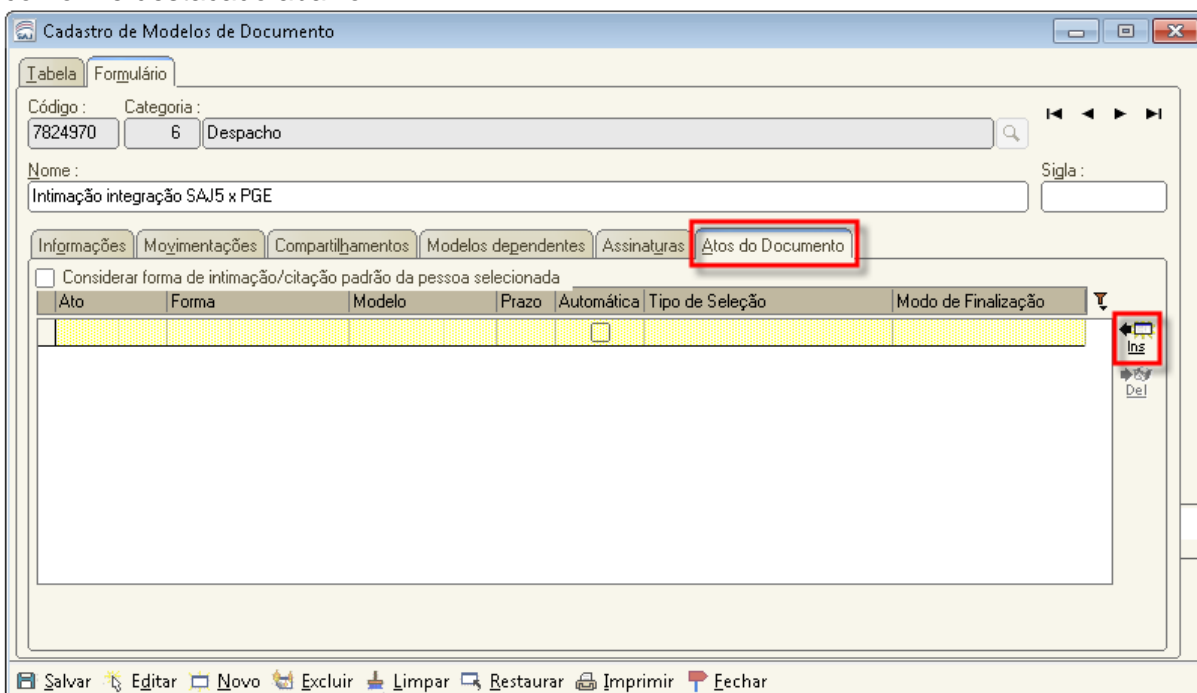 Cadastro de Modelos de Documento
Tabela Formulário
Código : Categoria :
7824970 6 Despacho
Nome : Sigla :
Intimação integração SAJ5 x PGE
Informações Movimentações Compartilhamentos Modelos dependentes Assinaturas Atos do Documento
Considerar forma de intimação/citação padrão da pessoa selecionada
Ato Forma Modelo Prazo Automática Tipo de Seleção Modo de Finalização
Ins
Del
Salvar Editar Novo Excluir Limpar Restaurar Imprimir Fechar